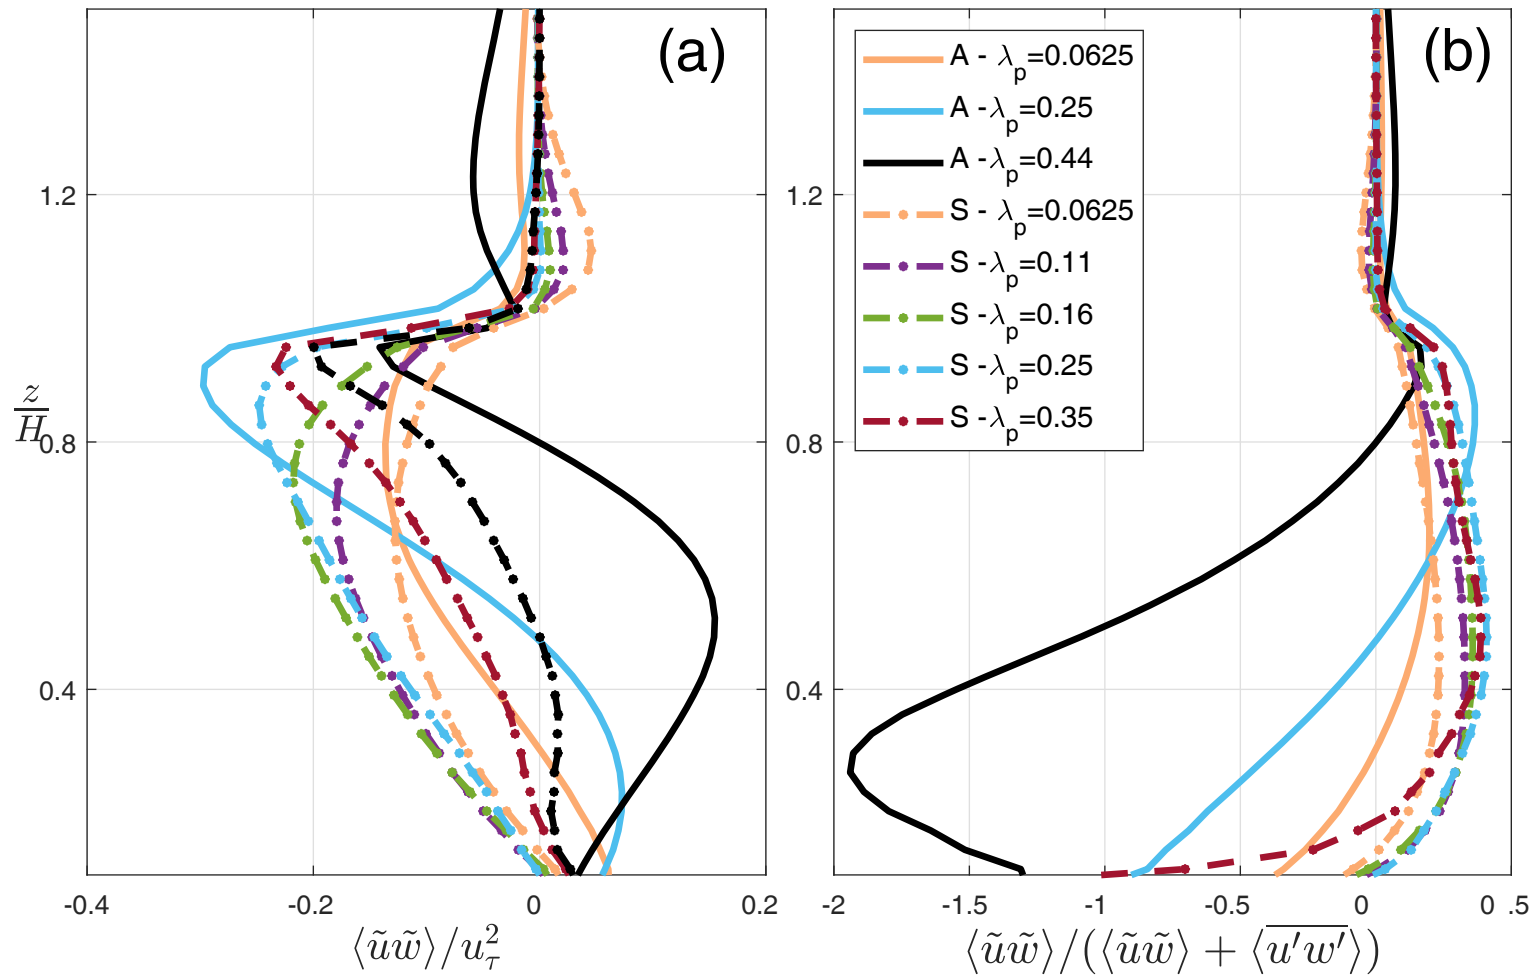 (a)
(b)
A - λ_p=0.0625
A -λ_p=0.25
A -λ_p=0.44
S - λ_p=0.0625
S -λ_p=0.11
S -λ_p=0.16
S -λ_p=0.25
S -λ_p=0.35
1.2
0.8
0.4
z/H
1.2
0.8
0.4
-0.4 -0.2 0 0.2
-2 -1.5 -1 -0.5 0 0.5
⟨ũw̃⟩/u_τ^2
⟨ũw̃⟩/(⟨ũw̃⟩ + ⟨\overline{u′w′}⟩)